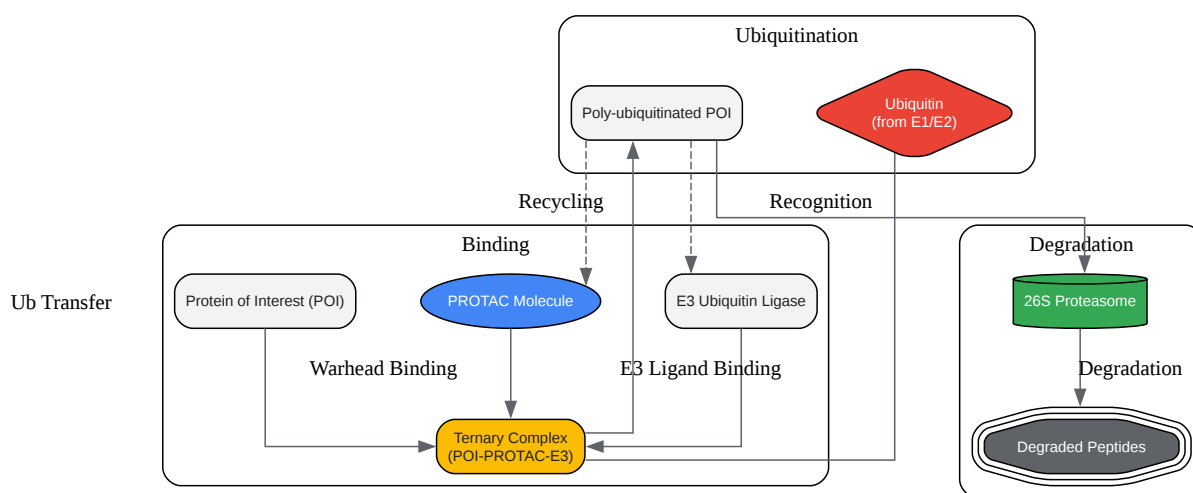 Ubiquitination
Poly-ubiquitinated POI
Ubiquitin
(from E1/E2)
Recycling
Recognition
Binding
Degradation
Ub Transfer
Protein of Interest (POI)
PROTAC Molecule
E3 Ubiquitin Ligase
26S Proteasome
Warhead Binding
E3 Ligand Binding
Degradation
Ternary Complex
(POI-PROTAC-E3)
Degraded Peptides